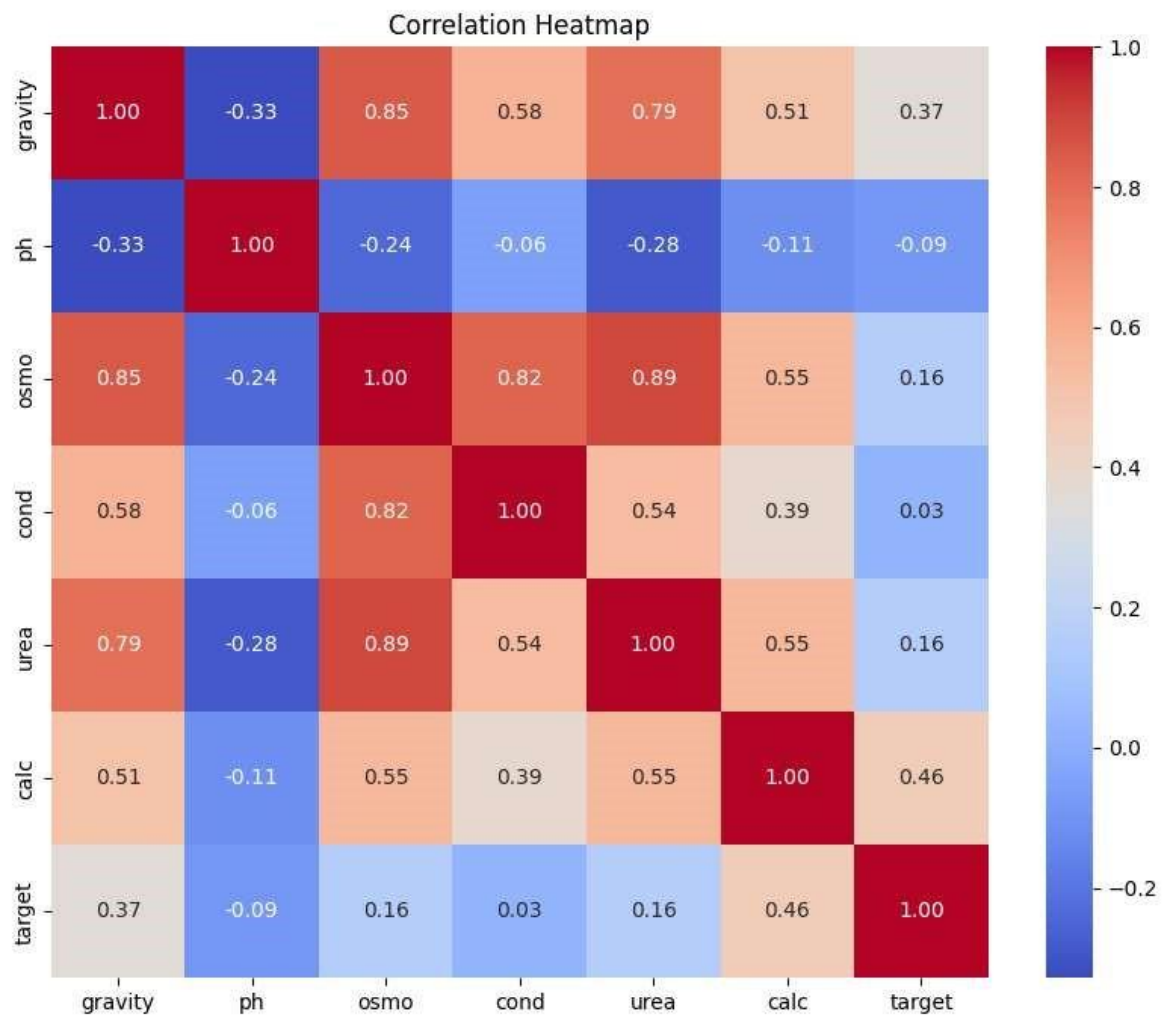 Correlation Heatmap
gravity 1.00 -0.33 0.85 0.58 0.79 0.51 0.37
ph -0.33 1.00 -0.24 -0.06 -0.28 -0.11 -0.09
osmo 0.85 -0.24 1.00 0.82 0.89 0.55 0.16
cond 0.58 -0.06 0.82 1.00 0.54 0.39 0.03
urea 0.79 -0.28 0.89 0.54 1.00 0.55 0.16
calc 0.51 -0.11 0.55 0.39 0.55 1.00 0.46
target 0.37 -0.09 0.16 0.03 0.16 0.46 1.00
gravity ph osmo cond urea calc target
1.0
0.8
0.6
0.4
0.2
0.0
−0.2